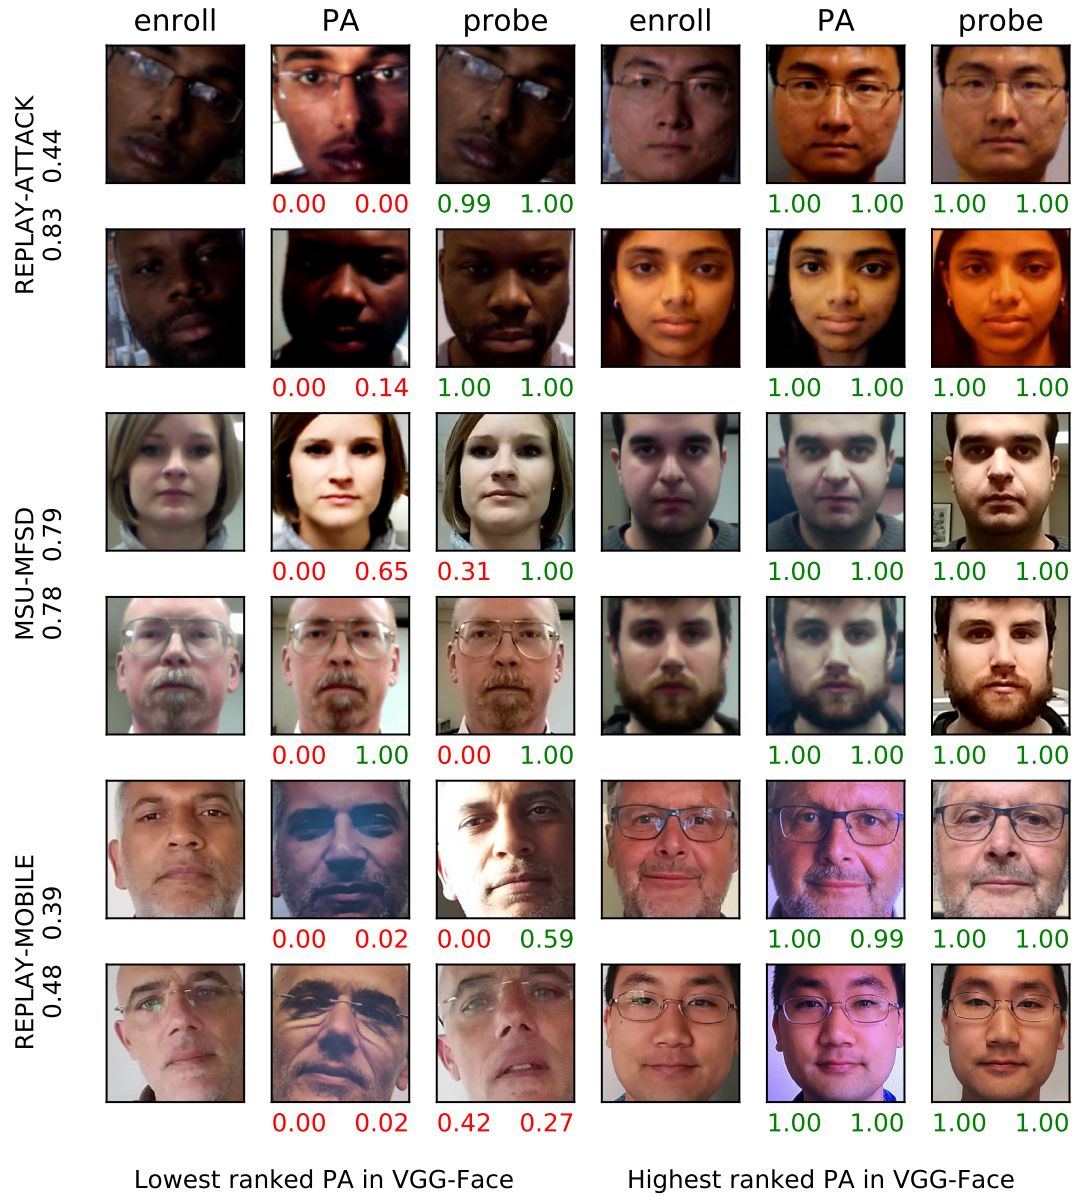 enroll PA probe enroll PA probe
REPLAY-ATTACK
0.83 0.44
0.00 0.00 0.99 1.00 1.00 1.00 1.00 1.00
0.00 0.14 1.00 1.00 1.00 1.00 1.00 1.00
MSU-MFSD
0.78 0.79
0.00 0.65 0.31 1.00 1.00 1.00 1.00 1.00
0.00 1.00 0.00 1.00 1.00 1.00 1.00 1.00
REPLAY-MOBILE
0.48 0.39
0.00 0.02 0.00 0.59 1.00 0.99 1.00 1.00
0.00 0.02 0.42 0.27 1.00 1.00 1.00 1.00
Lowest ranked PA in VGG-Face Highest ranked PA in VGG-Face